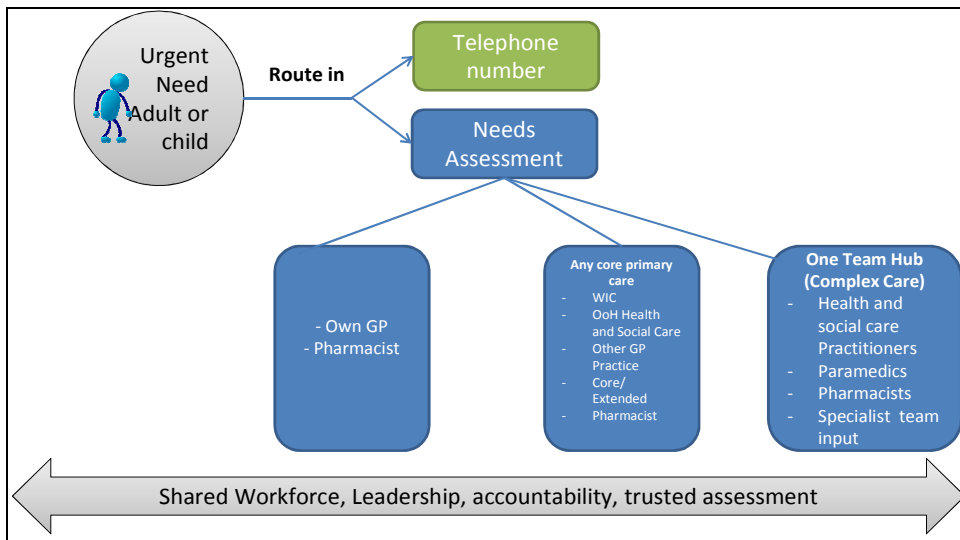 Urgent
Need
Adult or
child
Route in
Telephone
number
Needs
Assessment
- Own GP
- Pharmacist
Any core primary
care
- WIC
- OoH Health
and Social Care
- Other GP
Practice
- Core/
Extended
- Pharmacist
One Team Hub
(Complex Care)
- Health and
social care
Practitioners
- Paramedics
- Pharmacists
- Specialist team
input
Shared Workforce, Leadership, accountability, trusted assessment